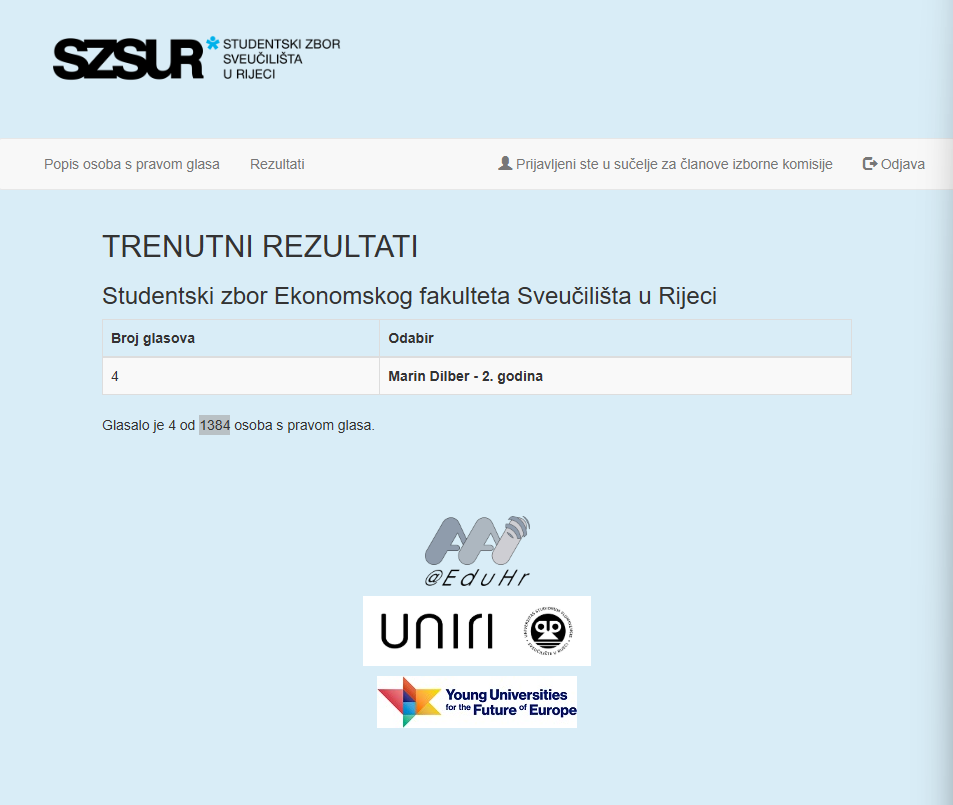 SZSUR* STUDENTSKI ZBOR
SVEUČILIŠTA
U RIJECI
Popis osoba s pravom glasa Rezultati Prijavljeni ste u sučelje za članove izborne komisije Odjava
TRENUTNI REZULTATI
Studentski zbor Ekonomskog fakulteta Sveučilišta u Rijeci
Broj glasova Odabir
4 Marin Dilber - 2. godina
Glasalo je 4 od 1384 osoba s pravom glasa.
AAI
@EduHr
UNIRI
Young Universities
for the Future of Europe